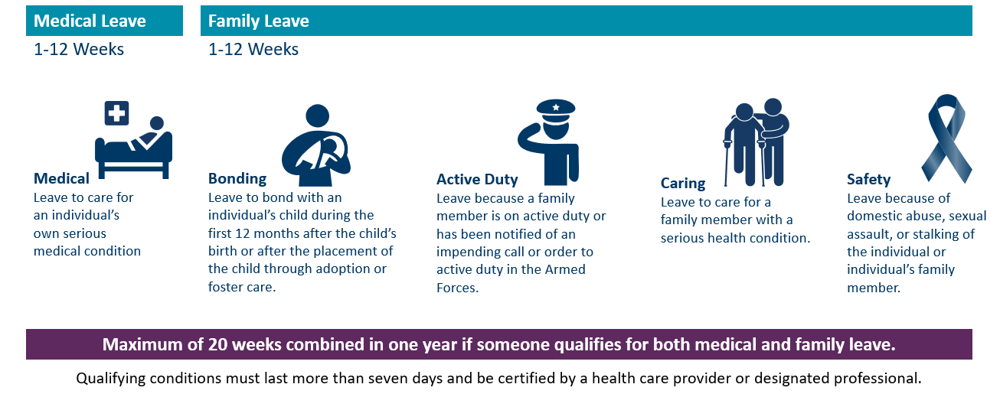 Medical Leave
1-12 Weeks
Family Leave
1-12 Weeks
Medical
Leave to care for
an individual's
own serious
medical condition
Bonding
Leave to bond with an
individual's child during the
first 12 months after the child's
birth or after the placement of
the child through adoption or
foster care.
Active Duty
Leave because a family
member is on active duty or
has been notified of an
impending call or order to
active duty in the Armed
Forces.
Caring
Leave to care for a
family member with a
serious health condition.
Safety
Leave because of
domestic abuse, sexual
assault, or stalking of
the individual or
individual's family
member.
Maximum of 20 weeks combined in one year if someone qualifies for both medical and family leave.
Qualifying conditions must last more than seven days and be certified by a health care provider or designated professional.